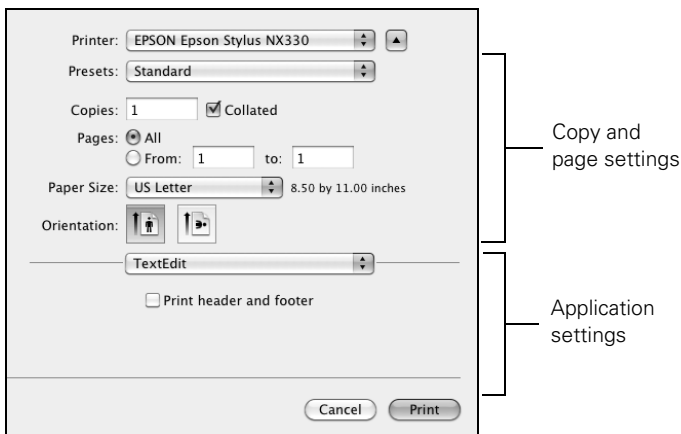 Printer: EPSON Epson Stylus NX330
Presets: Standard
Copies: 1 Collated
Pages: All
From: 1 to: 1
Paper Size: US Letter 8.50 by 11.00 inches
Orientation:
TextEdit
Print header and footer
Cancel Print
Copy and
page settings
Application
settings